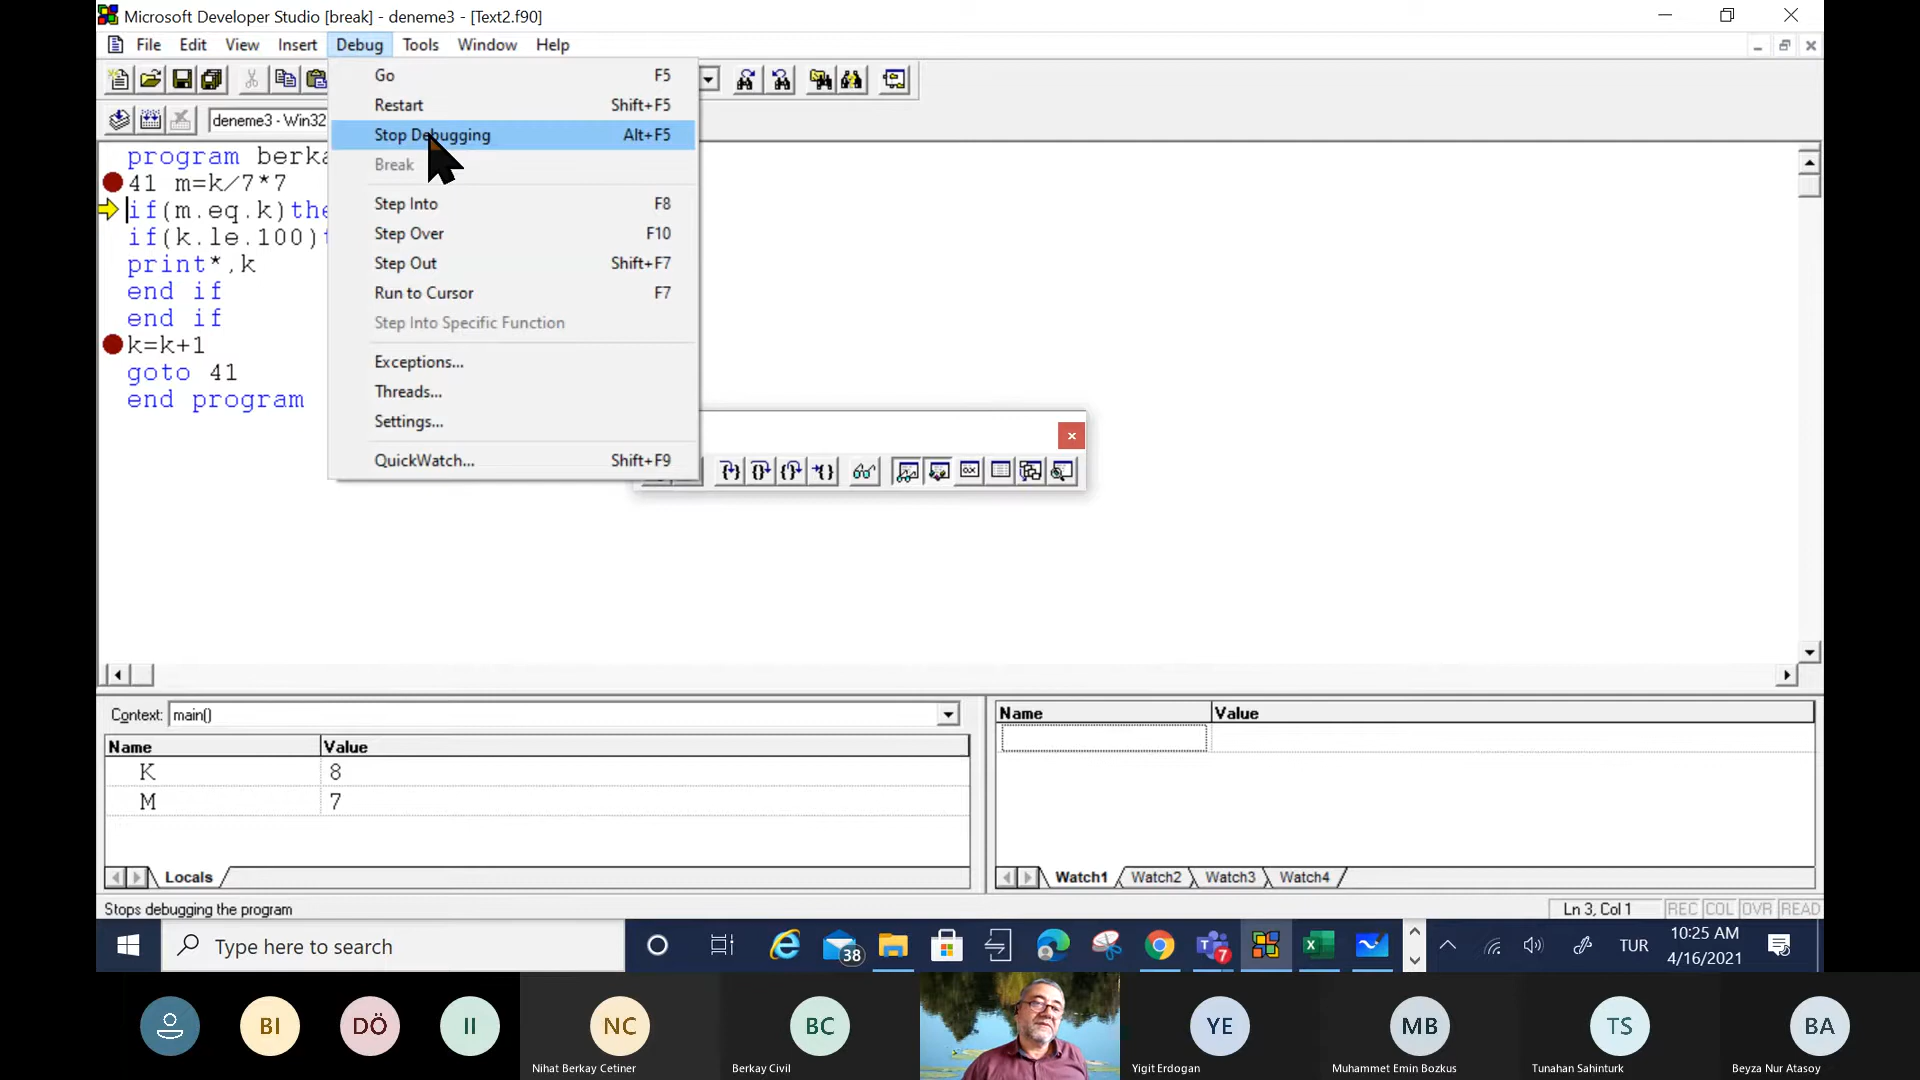 Microsoft Developer Studio [break] - deneme3 - [Text2.f90]
File Edit View Insert Debug Tools Window Help
Go F5
Restart Shift+F5
Stop Debugging Alt+F5
Break
Step Into F8
Step Over F10
Step Out Shift+F7
Run to Cursor F7
Step Into Specific Function
Exceptions...
Threads...
Settings...
QuickWatch... Shift+F9
deneme3 - Win32
program berka
41 m=k/7*7
if(m.eq.k)the
if(k.le.100)t
print*,k
end if
end if
k=k+1
goto 41
end program
Context: main()
Name Value
K 8
M 7
Locals
Name Value
Watch1 Watch2 Watch3 Watch4
Stops debugging the program
Ln 3, Col 1 REC COL OVR READ
Type here to search
38
7
TUR
10:25 AM
4/16/2021
BI
DÖ
II
NC
Nihat Berkay Cetiner
BC
Berkay Civil
YE
Yigit Erdogan
MB
Muhammet Emin Bozkus
TS
Tunahan Sahinturk
BA
Beyza Nur Atasoy